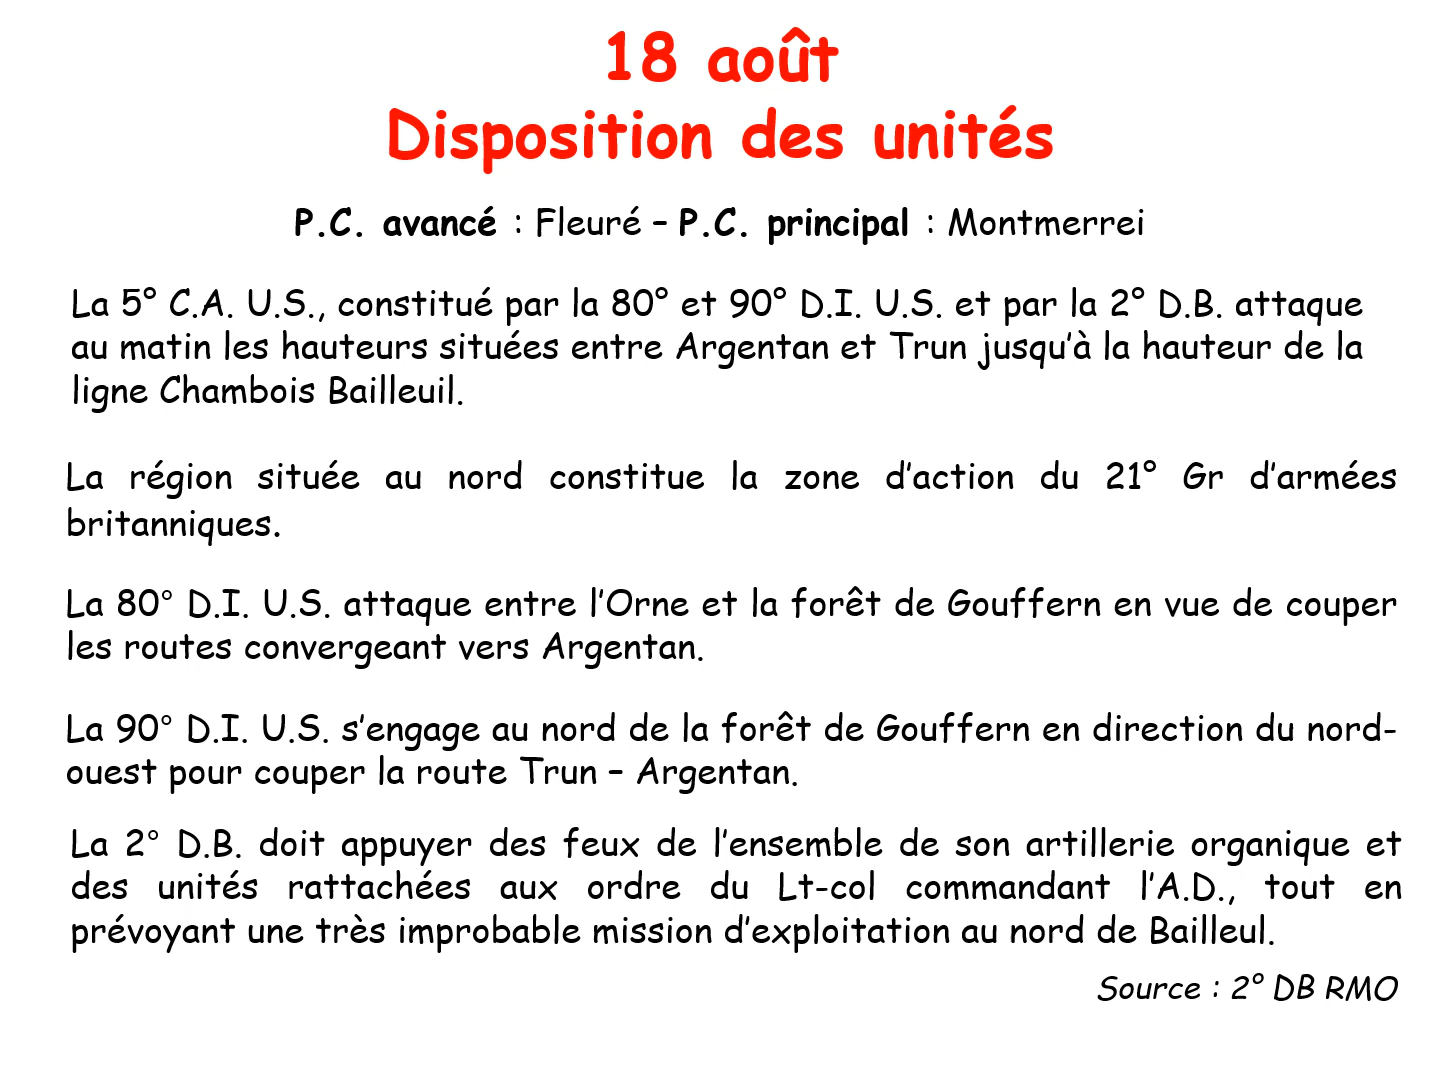 18 août
Disposition des unités
P.C. avancé : Fleuré – P.C. principal : Montmerrei
La 5° C.A. U.S., constitué par la 80° et 90° D.I. U.S. et par la 2° D.B. attaque
au matin les hauteurs situées entre Argentan et Trun jusqu’à la hauteur de la
ligne Chambois Bailleuil.
La région située au nord constitue la zone d’action du 21° Gr d’armées
britanniques.
La 80° D.I. U.S. attaque entre l’Orne et la forêt de Gouffern en vue de couper
les routes convergeant vers Argentan.
La 90° D.I. U.S. s’engage au nord de la forêt de Gouffern en direction du nord-
ouest pour couper la route Trun – Argentan.
La 2° D.B. doit appuyer des feux de l’ensemble de son artillerie organique et
des unités rattachées aux ordre du Lt-col commandant l’A.D., tout en
prévoyant une très improbable mission d’exploitation au nord de Bailleul.
Source : 2° DB RMO